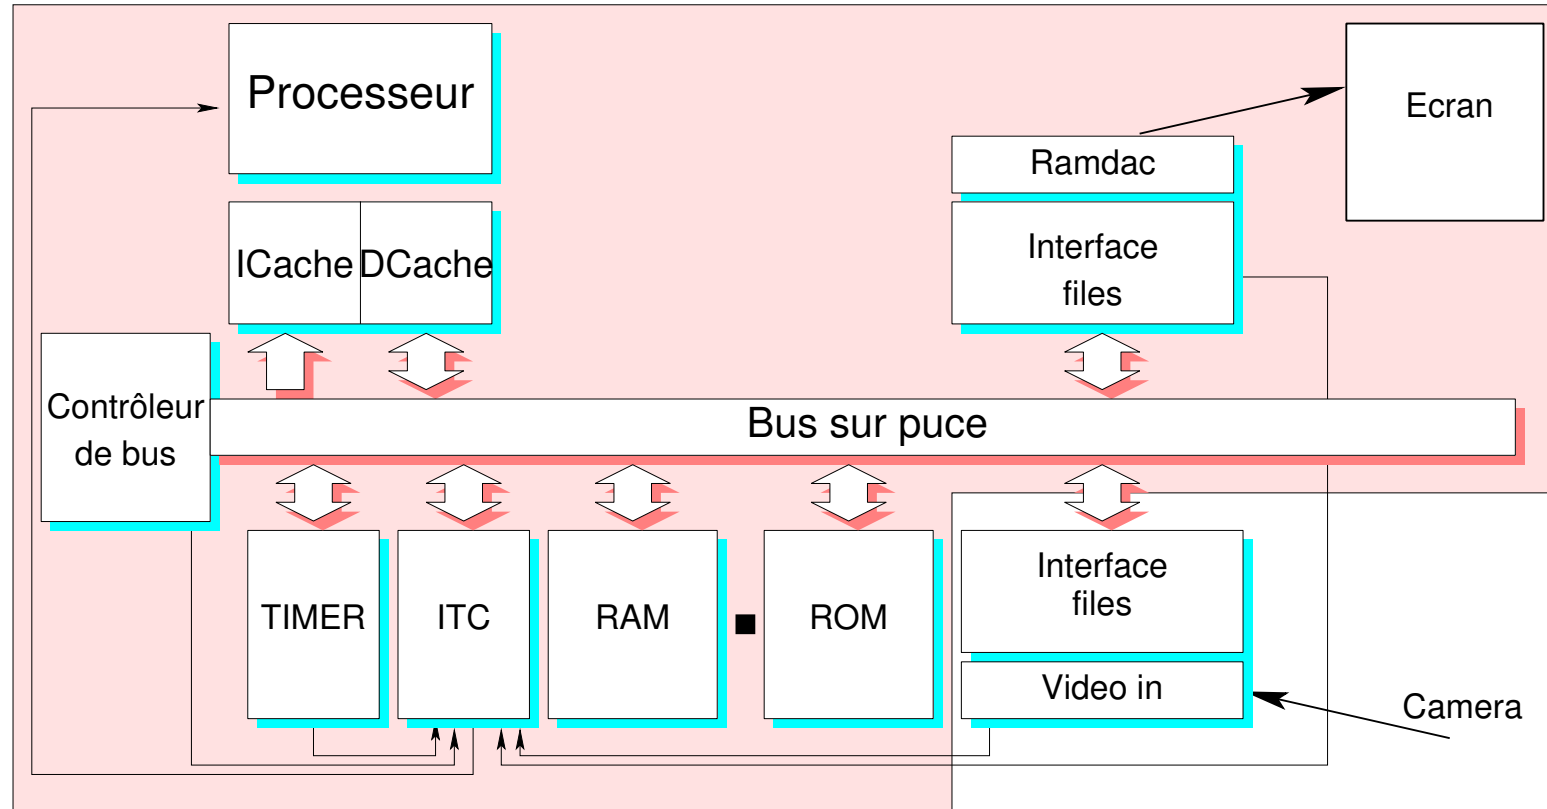 Processeur
Ecran
Ramdac
ICache
DCache
Interface
files
Contrôleur
de bus
Bus sur puce
TIMER
ITC
RAM
ROM
Interface
files
Video in
Camera